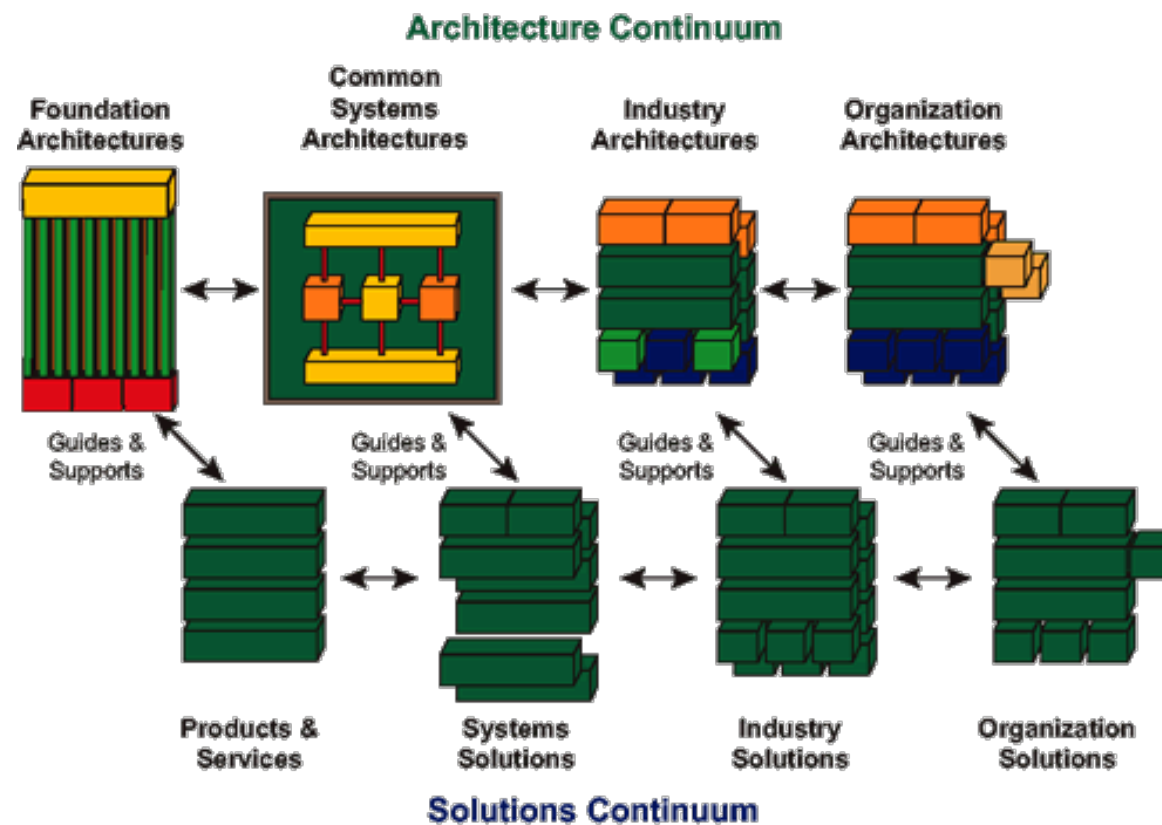 Architecture Continuum
Foundation
Architectures
Common
Systems
Architectures
Industry
Architectures
Organization
Architectures
Guides &
Supports
Guides &
Supports
Guides &
Supports
Guides &
Supports
Products &
Services
Systems
Solutions
Industry
Solutions
Organization
Solutions
Solutions Continuum